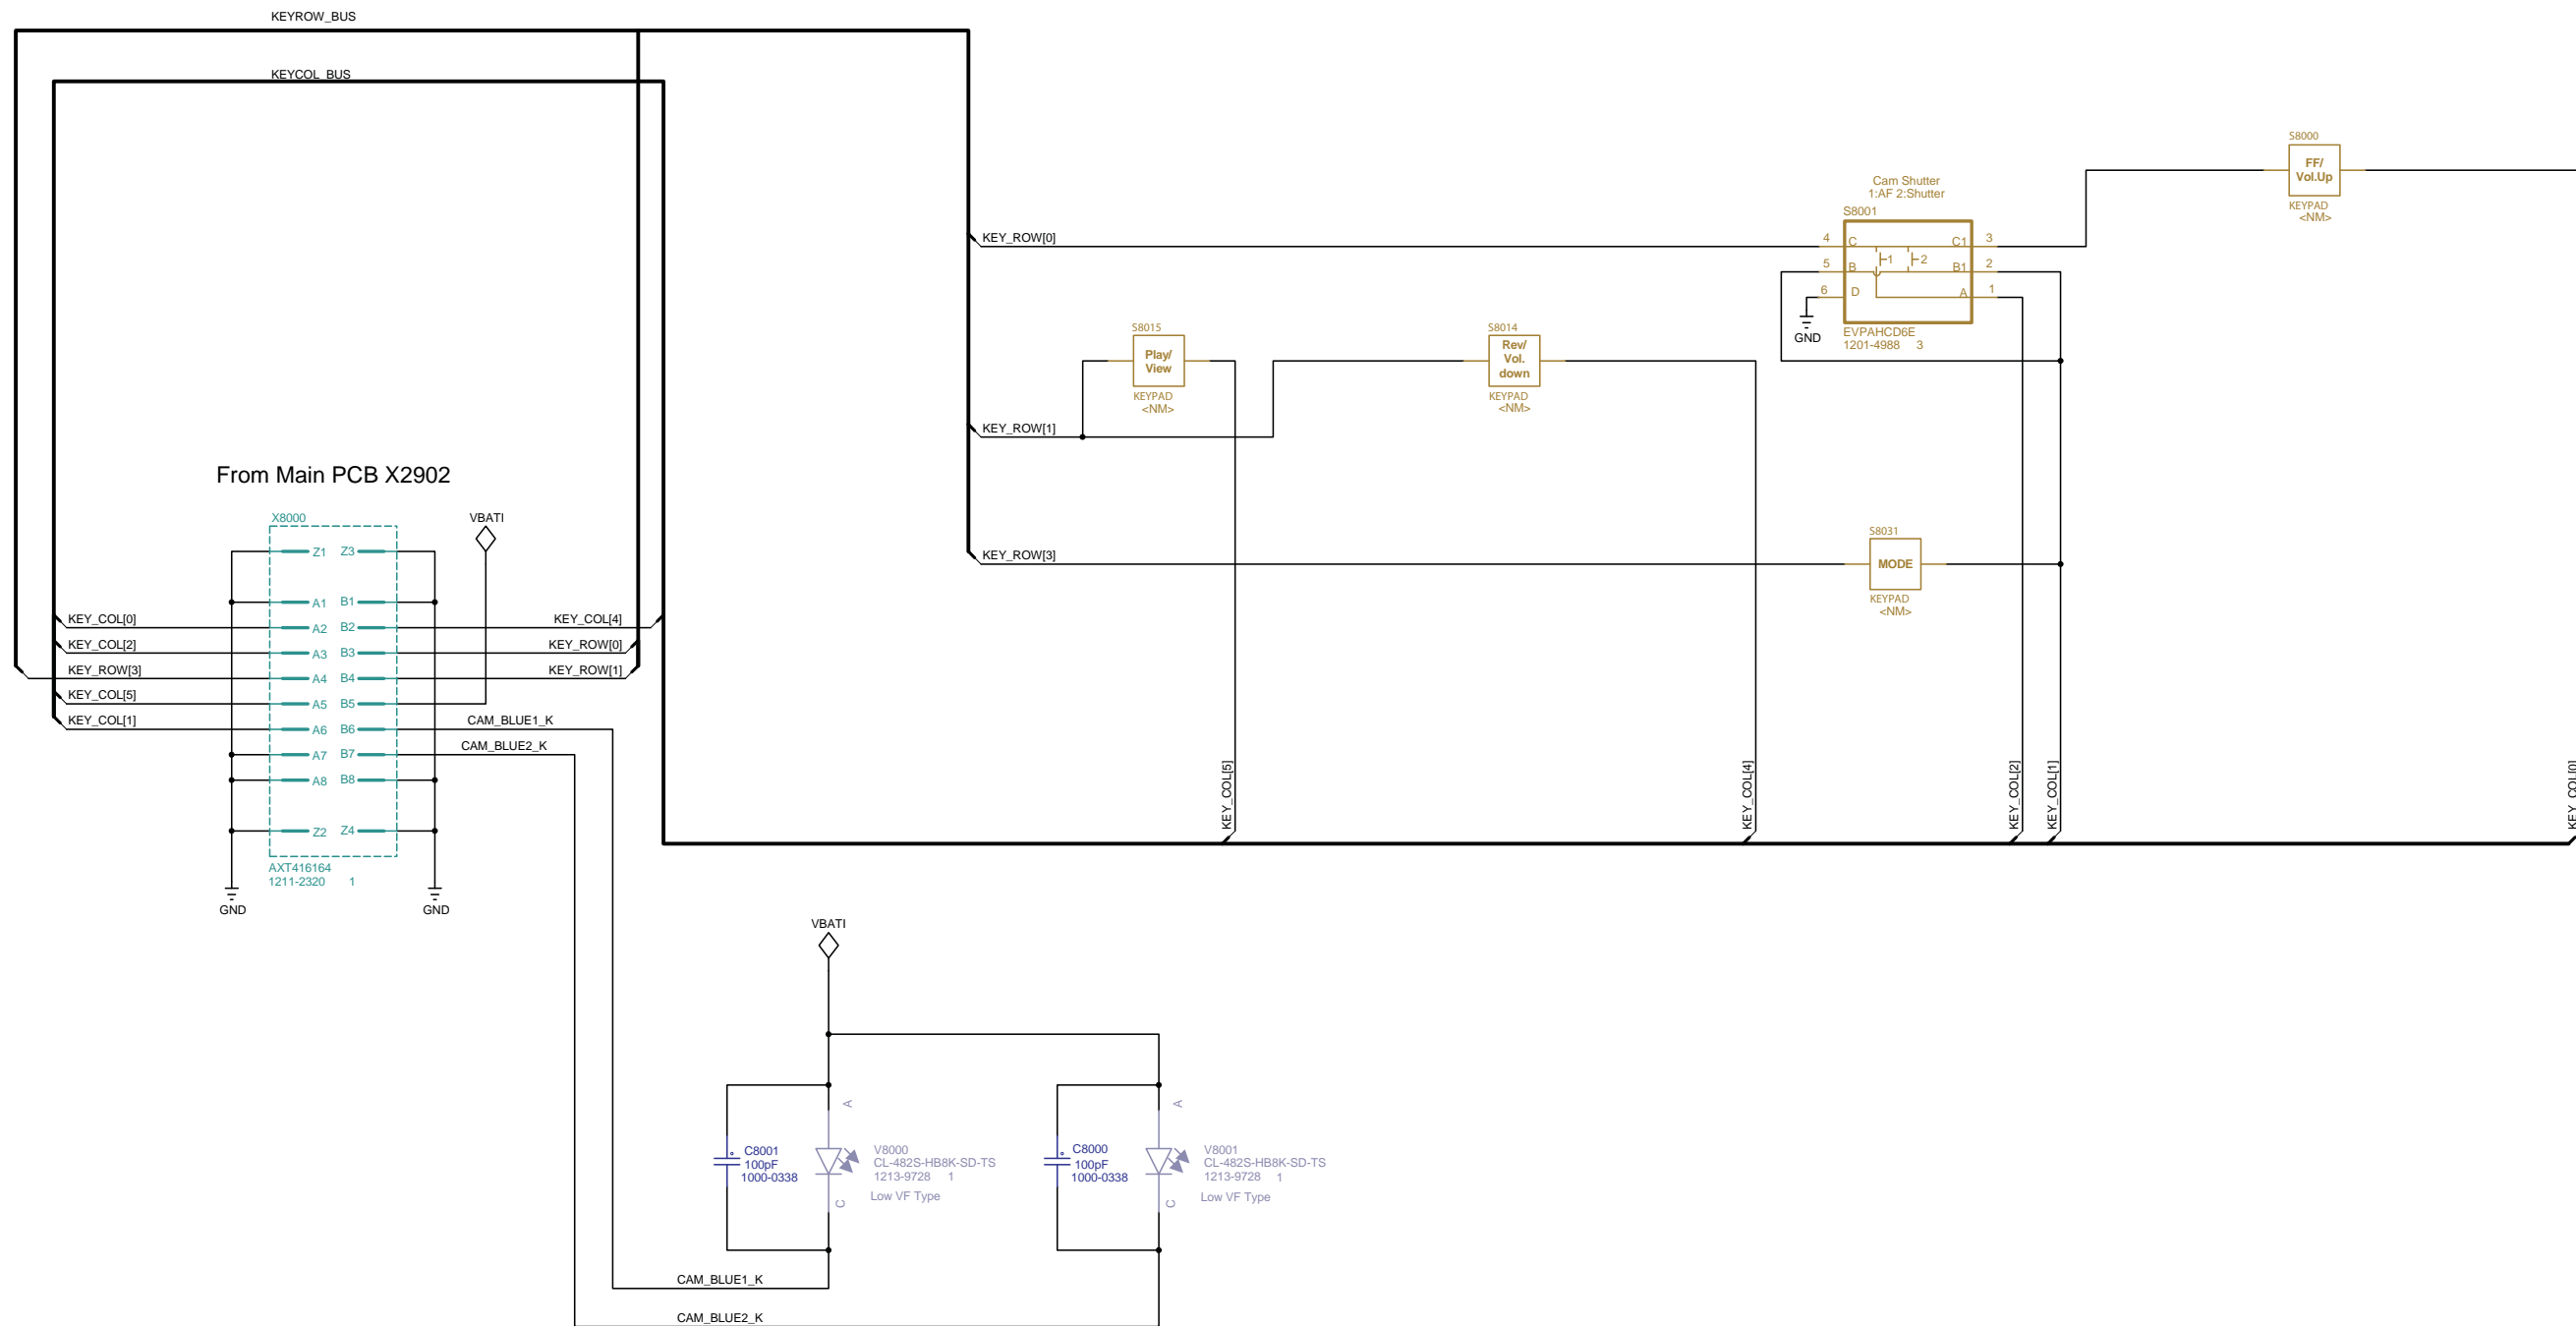 KEYROW_BUS
KEYCOL_BUS
S8000
FF/
Vol.Up
KEYPAD
<NM>
Cam Shutter
1:AF 2:Shutter
S8001
KEY_ROW[0]
4 C C1 3
1 2
5 B B1 2
6 D A 1
GND
EVPAHCD6E
1201-4988 3
S8015
Play/
View
KEYPAD
<NM>
S8014
Rev/
Vol.
down
KEYPAD
<NM>
KEY_ROW[1]
From Main PCB X2902
X8000
VBATI
S8031
MODE
KEYPAD
<NM>
KEY_ROW[3]
Z1 Z3
A1 B1
KEY_COL[0] A2 B2 KEY_COL[4]
KEY_COL[2] A3 B3 KEY_ROW[0]
KEY_ROW[3] A4 B4 KEY_ROW[1]
KEY_COL[5] A5 B5
KEY_COL[1] A6 B6 CAM_BLUE1_K
A7 B7 CAM_BLUE2_K
A8 B8
Z2 Z4
AXT416164
1211-2320 1
GND
GND
KEY_COL[5]
KEY_COL[4]
KEY_COL[2]
KEY_COL[1]
KEY_COL[0]
VBATI
A
C8001
100pF
1000-0338
V8000
CL-482S-HB8K-SD-TS
1213-9728 1
Low VF Type
C
A
C8000
100pF
1000-0338
V8001
CL-482S-HB8K-SD-TS
1213-9728 1
Low VF Type
C
CAM_BLUE1_K
CAM_BLUE2_K